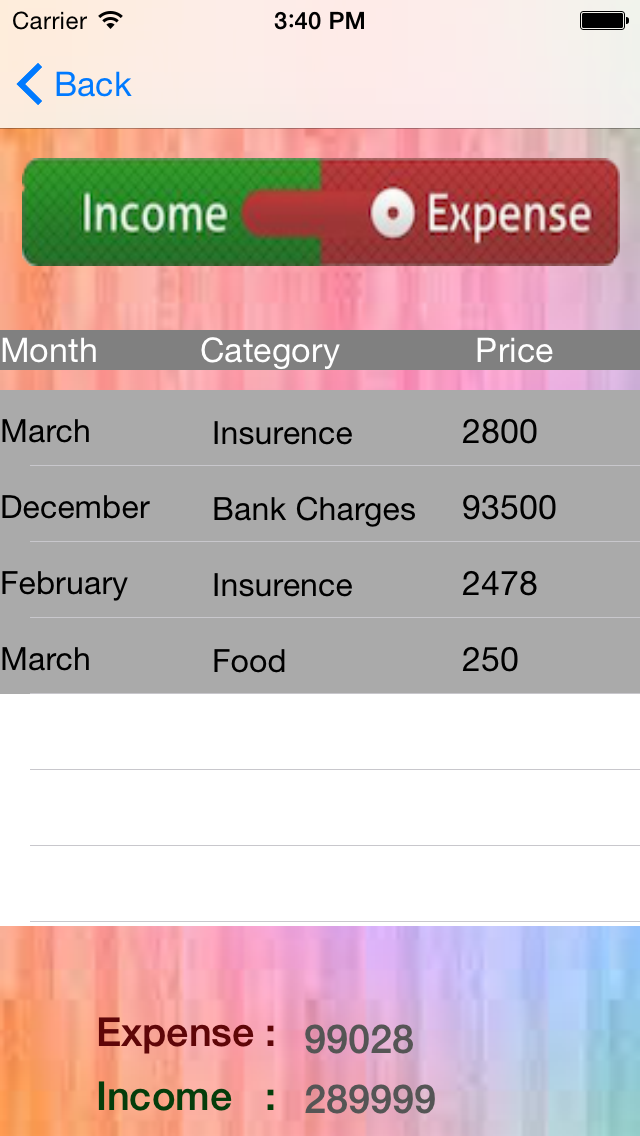 Carrier 3:40 PM
Back
Income Expense
Month Category Price
March Insurence 2800
December Bank Charges 93500
February Insurence 2478
March Food 250
Expense : 99028
Income : 289999